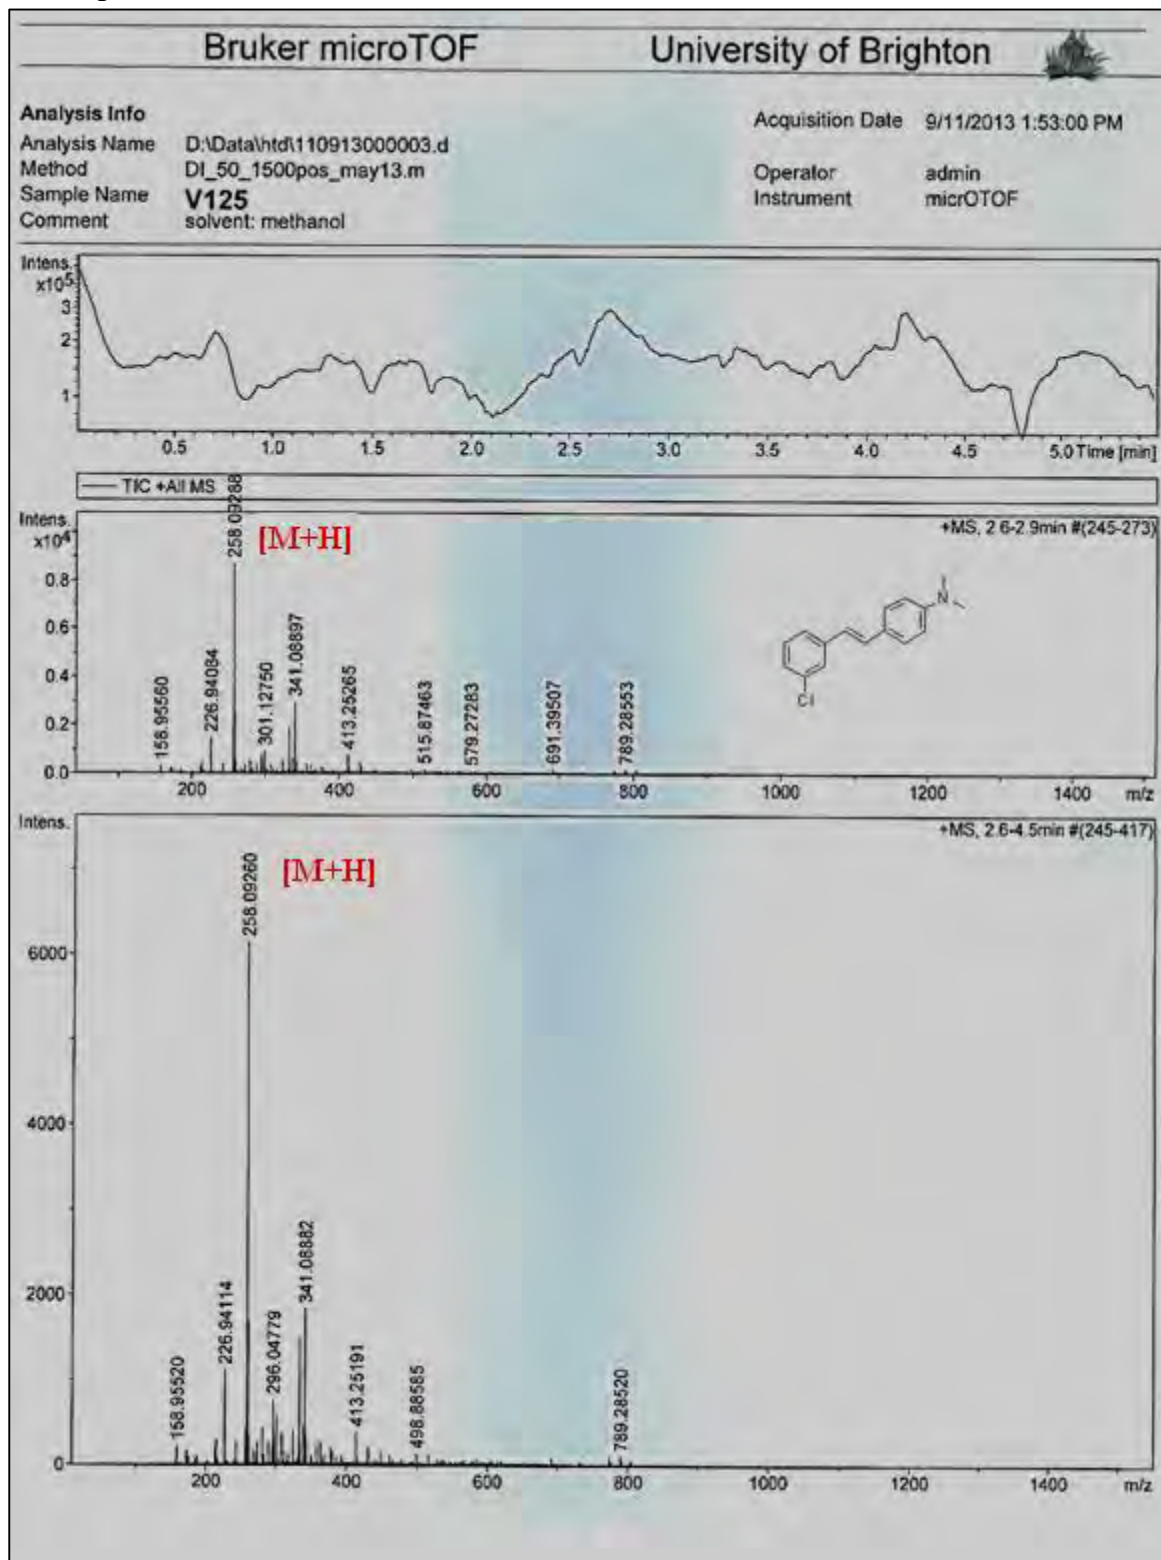 Bruker microTOF University of Brighton
Analysis Info
Acquisition Date 9/11/2013 1:53:00 PM
Analysis Name D:\Data\htd\110913000003.d
Method DI_50_1500pos_may13.m
Operator admin
Sample Name V125
Instrument micrOTOF
Comment solvent: methanol
Intens.
x10⁵
3
2
1
0.5 1.0 1.5 2.0 2.5 3.0 3.5 4.0 4.5 5.0 Time [min]
TIC +All MS
Intens.
x10⁴
+MS, 2.6-2.9min #(245-273)
258.09288
[M+H]
0.8
0.6
0.4
0.2
0.0
158.95560
226.94084
301.12750
341.08897
413.25265
515.87463
579.27283
691.39507
789.28553
N
Cl
200 400 600 800 1000 1200 1400 m/z
Intens.
+MS, 2.6-4.5min #(245-417)
258.09260
[M+H]
6000
4000
2000
0
158.95520
226.94114
296.04779
341.08882
413.25191
498.88585
789.28520
200 400 600 800 1000 1200 1400 m/z